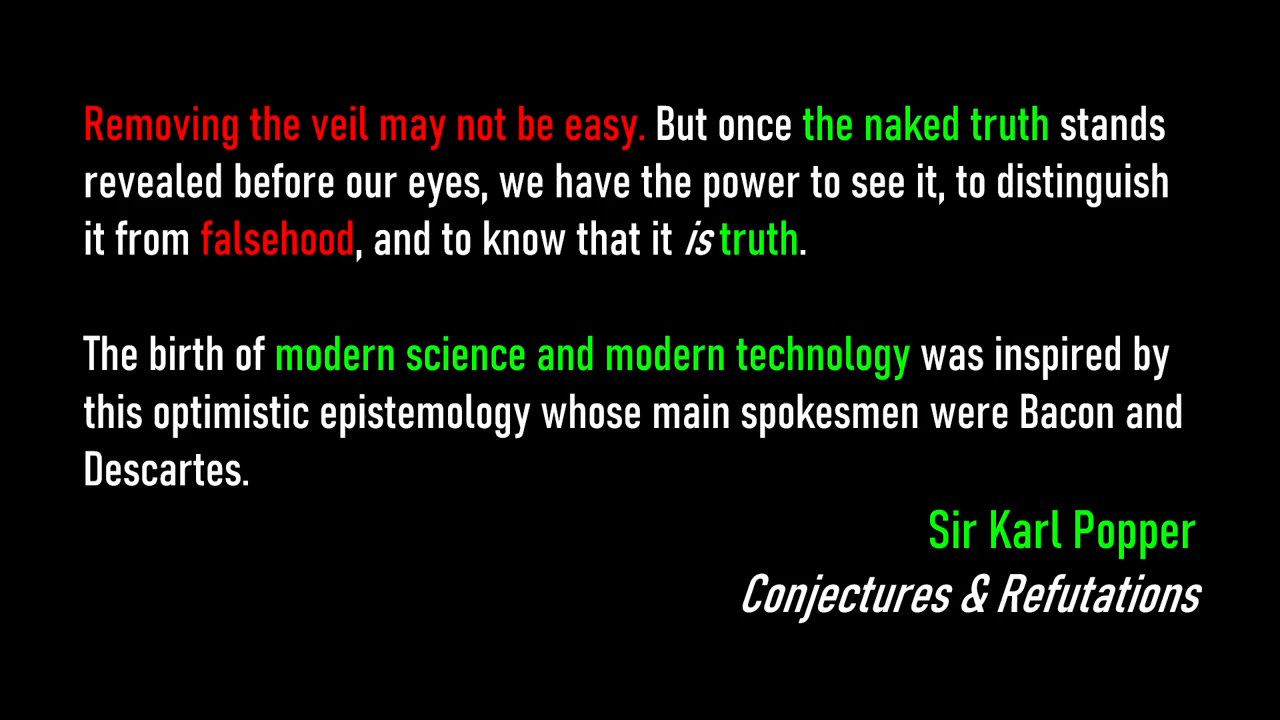 Removing the veil may not be easy. But once the naked truth stands
revealed before our eyes, we have the power to see it, to distinguish
it from falsehood, and to know that it is truth.
The birth of modern science and modern technology was inspired by
this optimistic epistemology whose main spokesmen were Bacon and
Descartes.
Sir Karl Popper
Conjectures & Refutations